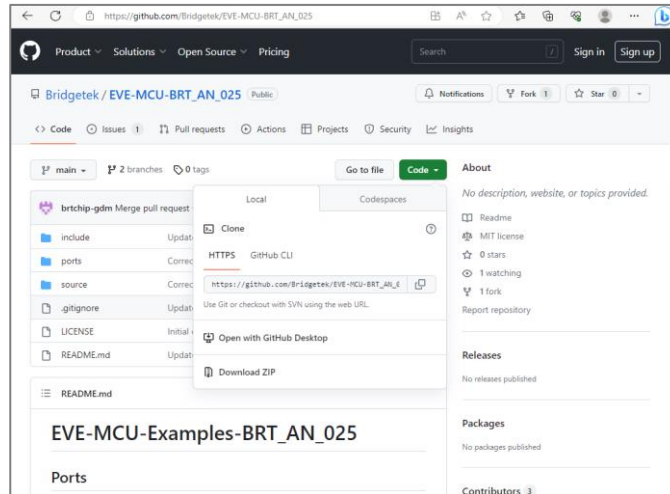 https://github.com/Bridgetek/EVE-MCU-BRT_AN_025
Product Solutions Open Source Pricing Search / Sign in Sign up
Bridgetek / EVE-MCU-BRT_AN_025 Public Notifications Fork 1 Star 0
Code Issues 1 Pull requests Actions Projects Security Insights
main 2 branches 0 tags Go to file Code
About
No description, website, or topics provided.
Readme
MIT license
0 stars
1 watching
1 fork
Report repository
Releases
No releases published
Packages
No packages published
Contributors 3
brtchip-gdm Merge pull request
include Updat
ports Correc
source Correc
.gitignore Updat
LICENSE Initial
README.md Updat
Local Codespaces
Clone
HTTPS GitHub CLI
https://github.com/Bridgetek/EVE-MCU-BRT_AN_0
Use Git or checkout with SVN using the web URL.
Open with GitHub Desktop
Download ZIP
README.md
EVE-MCU-Examples-BRT_AN_025
Ports